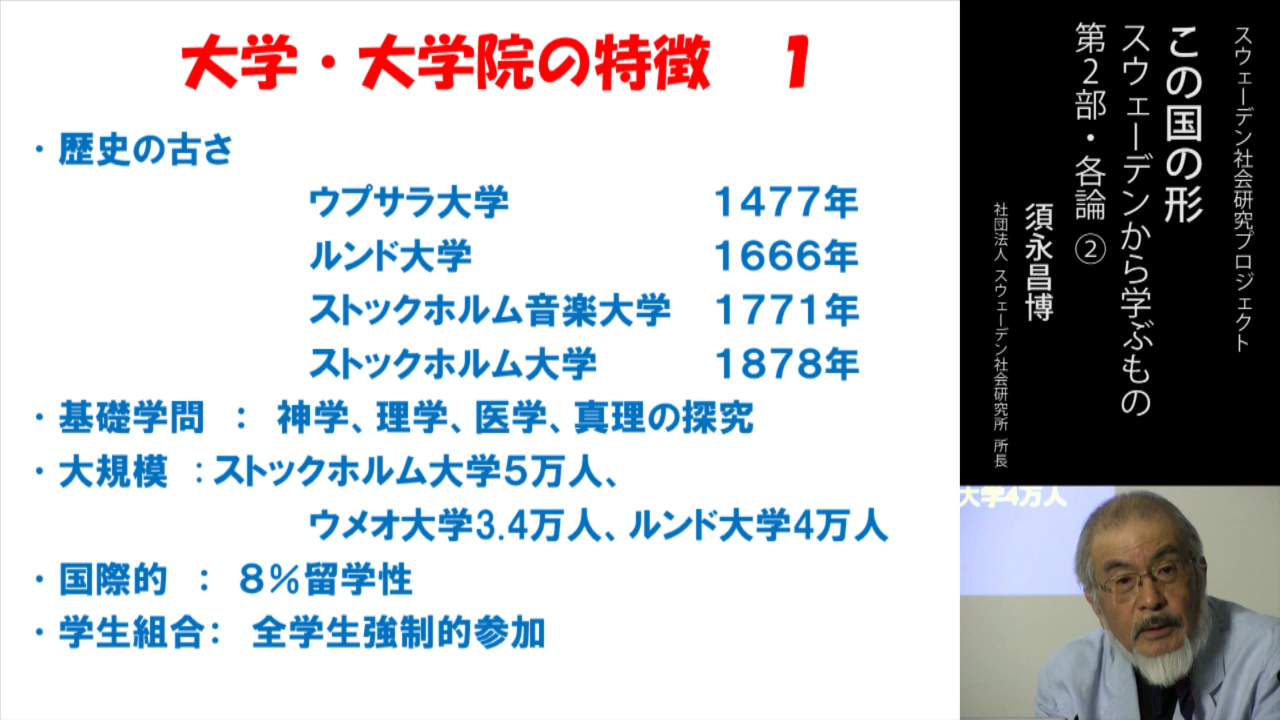 大学・大学院の特徴　1
・歴史の古さ
ウプサラ大学　1477年
ルンド大学　1666年
ストックホルム音楽大学　1771年
ストックホルム大学　1878年
・基礎学問　：　神学、理学、医学、真理の探究
・大規模　：ストックホルム大学5万人、
ウメオ大学3.4万人、ルンド大学4万人
・国際的　：　8％留学性
・学生組合：　全学生強制的参加
スウェーデン社会研究プロジェクト
この国の形
スウェーデンから学ぶもの
第2部・各論②
須永昌博
社団法人 スウェーデン社会研究所 所長
大学4万人